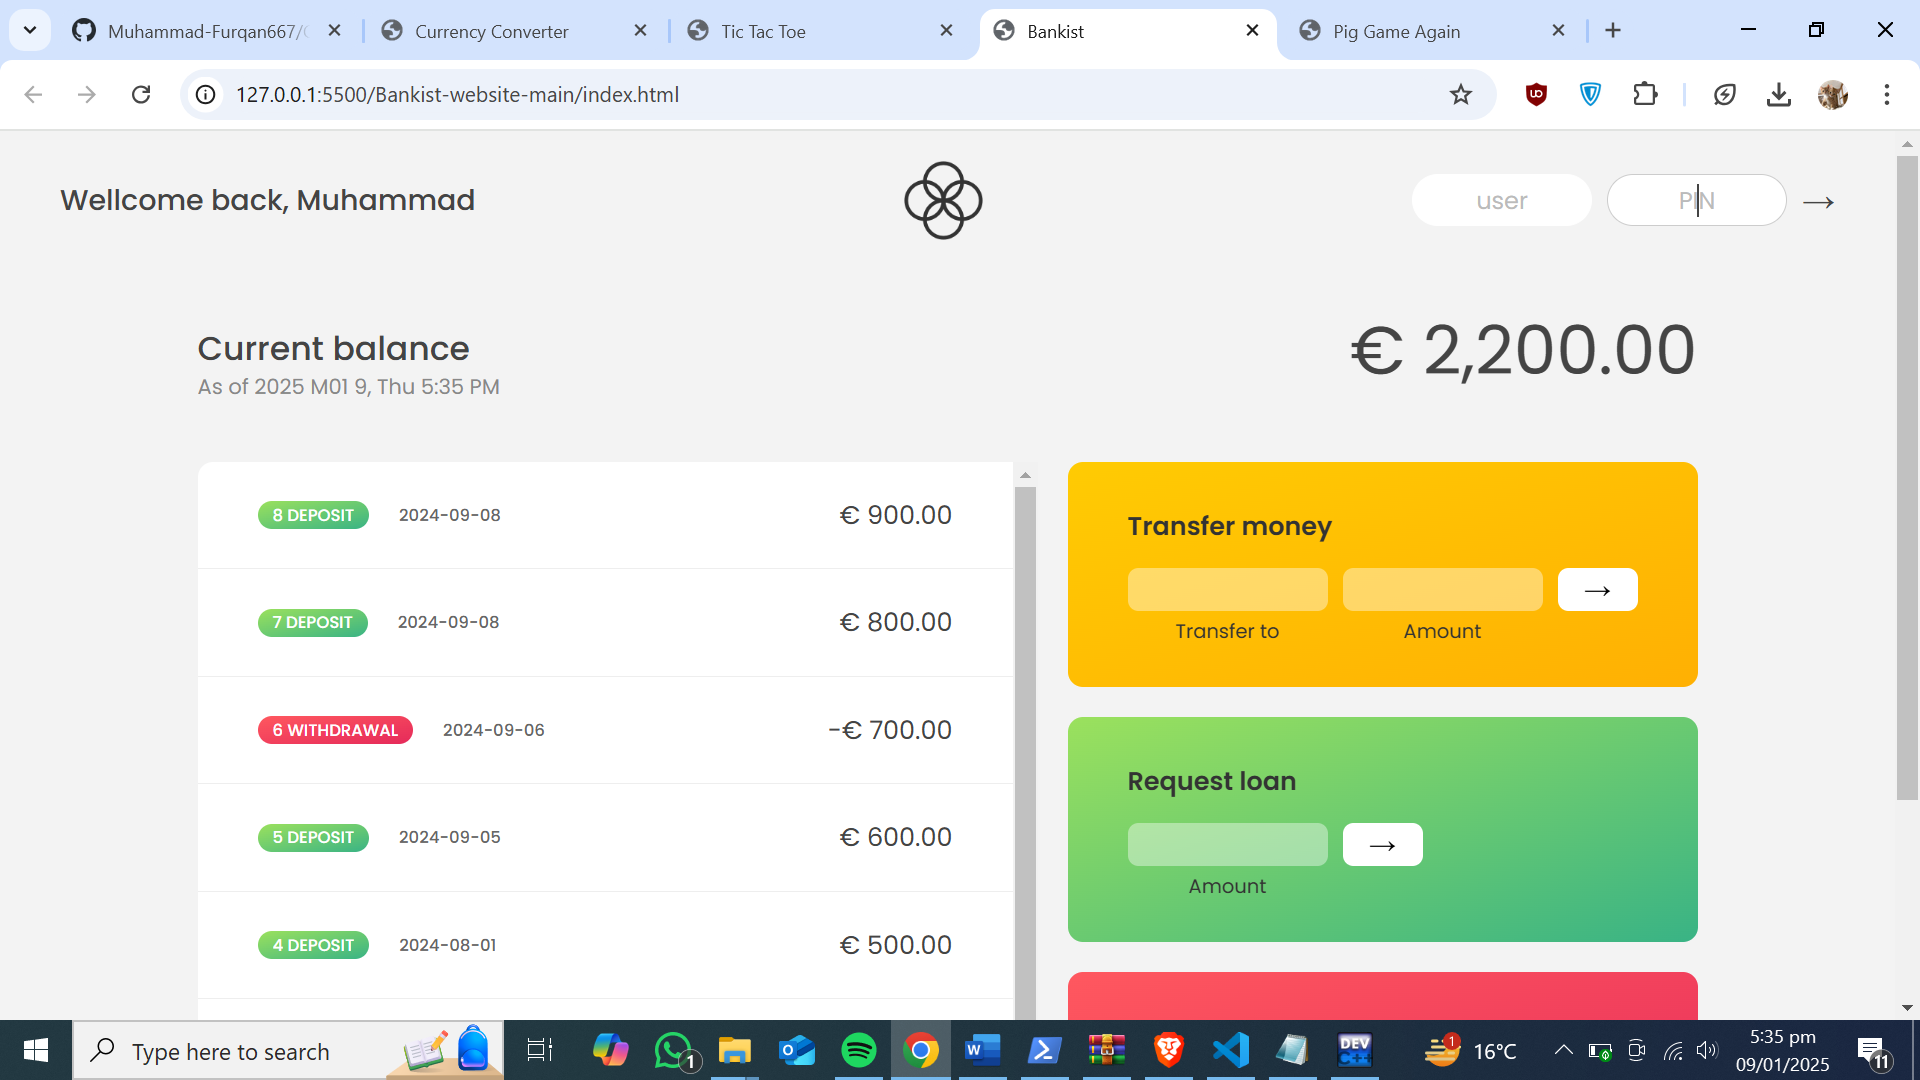 Muhammad-Furqan667/
Currency Converter
Tic Tac Toe
Bankist
Pig Game Again
127.0.0.1:5500/Bankist-website-main/index.html
Wellcome back, Muhammad
user
PIN
→
Current balance
As of 2025 M01 9, Thu 5:35 PM
€ 2,200.00
8 DEPOSIT 2024-09-08 € 900.00
7 DEPOSIT 2024-09-08 € 800.00
6 WITHDRAWAL 2024-09-06 -€ 700.00
5 DEPOSIT 2024-09-05 € 600.00
4 DEPOSIT 2024-08-01 € 500.00
Transfer money
→
Transfer to Amount
Request loan
→
Amount
Type here to search
1
W
DEV
C++
1
16°C
5:35 pm
09/01/2025
11